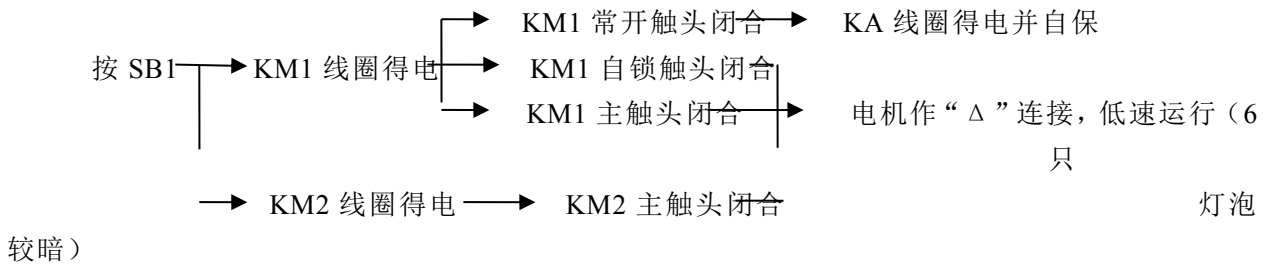 KM1 常开触头闭合 KA 线圈得电并自保
按 SB1 KM1 线圈得电 KM1 自锁触头闭合
KM1 主触头闭合 电机作“Δ”连接，低速运行（6
只
KM2 线圈得电 KM2 主触头闭合 灯泡
较暗）